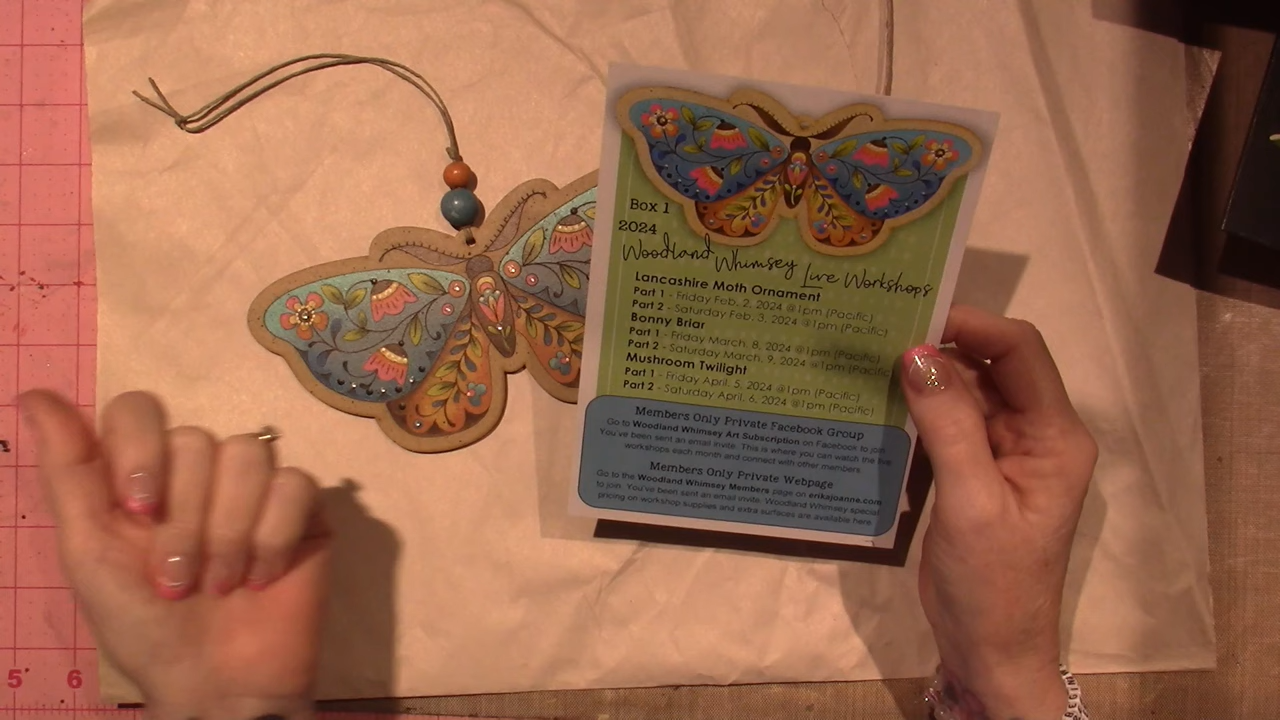 Box 1
2024
Woodland Whimsey Live Workshops
Lancashire Moth Ornament
Part 1 - Friday Feb. 2, 2024 @1pm (Pacific)
Part 2 - Saturday Feb. 3, 2024 @1pm (Pacific)
Bonny Briar
Part 1 - Friday March. 8, 2024 @1pm (Pacific)
Part 2 - Saturday March. 9, 2024 @1pm (Pacific)
Mushroom Twilight
Part 1 - Friday April. 5, 2024 @1pm (Pacific)
Part 2 - Saturday April. 6, 2024 @1pm (Pacific)
Members Only Private Facebook Group
Go to Woodland Whimsey Art Subscription on Facebook to join.
You've been sent an email invite. This is where you can watch the live
workshops each month and connect with other members.
Members Only Private Webpage
Go to the Woodland Whimsey Members page on erikajoanne.com
to join. You've been sent an email invite. Woodland Whimsey special
pricing on workshop supplies and extra surfaces are available here.
5 6